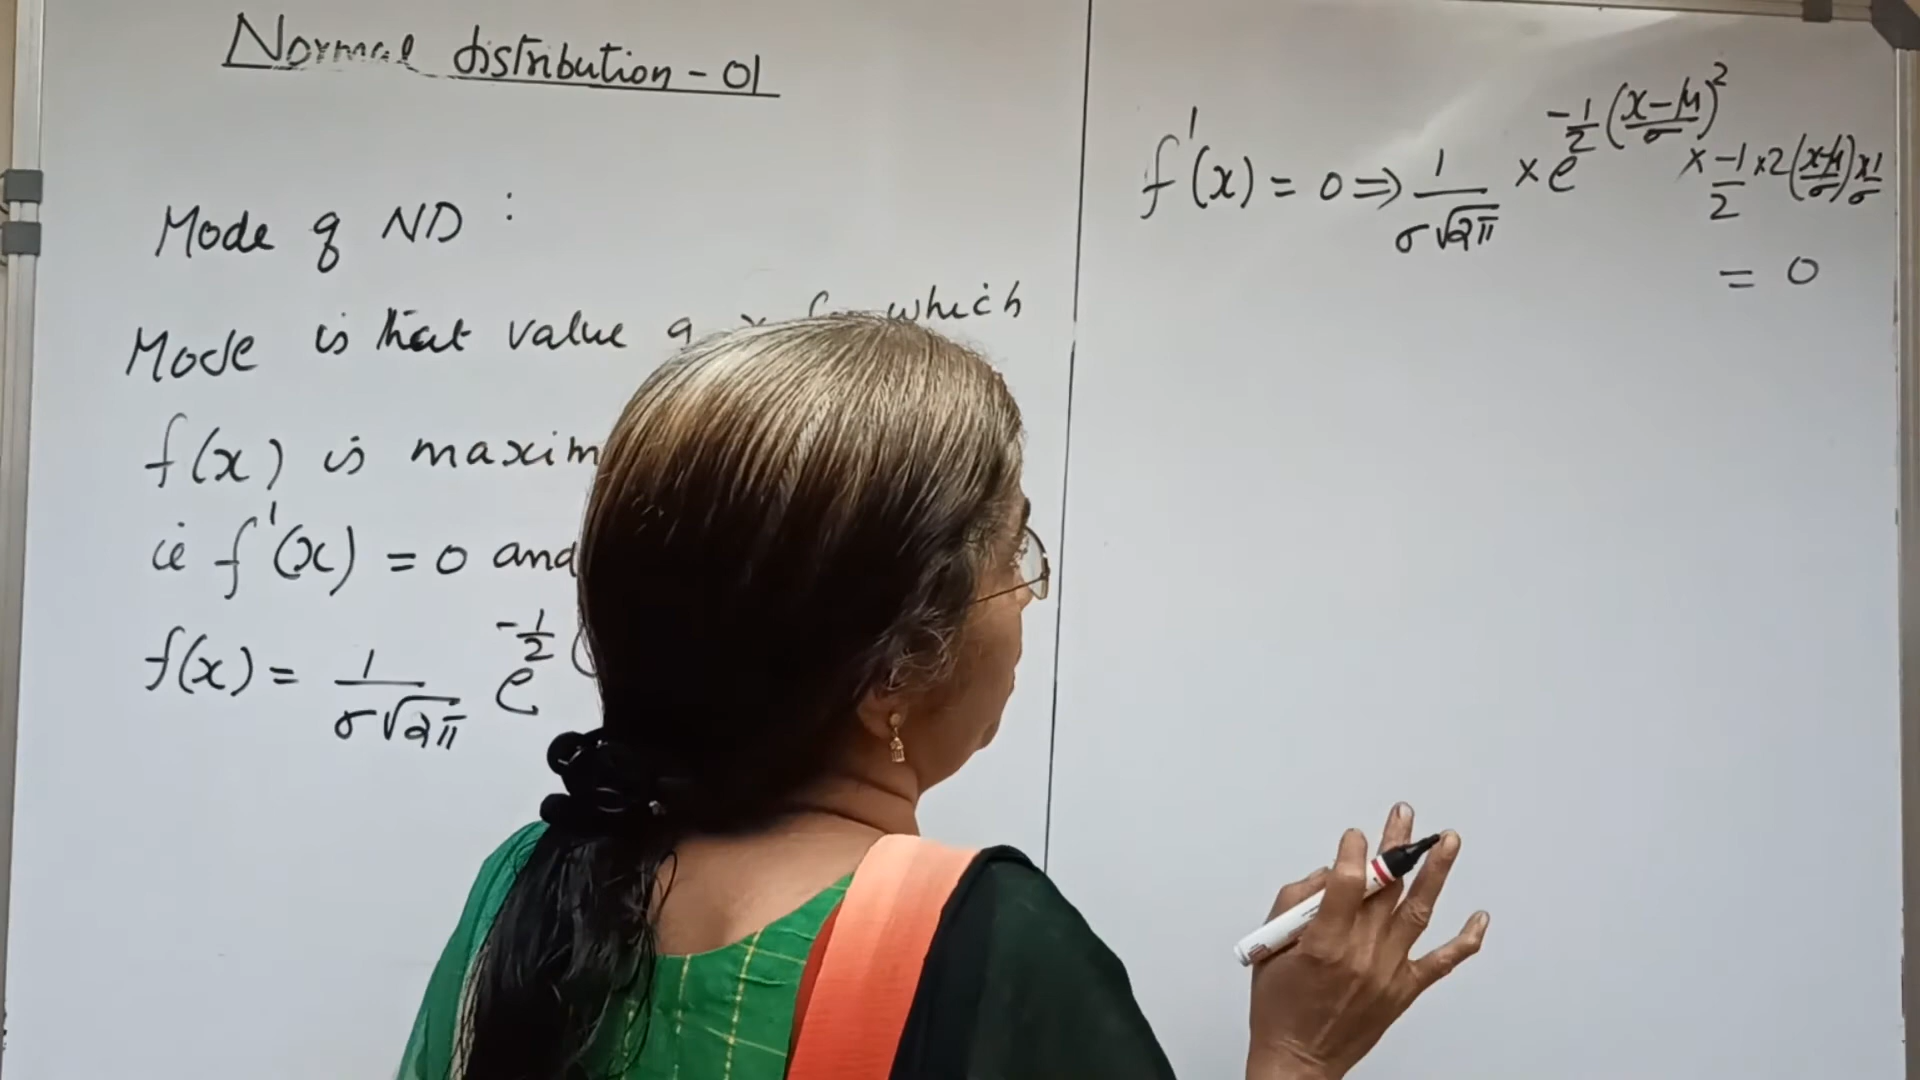 Normal distribution - 01
Mode of ND :
Mode is that value of x for which
f(x) is maxim
ie f'(x) = 0 and
f(x) = 1/σ√2π e^-1/2 (
f'(x) = 0 ⇒ 1/σ√2π × e^-1/2 (x-μ/σ)^2 × -1/2 × 2(x-μ/σ) × 1/σ
= 0